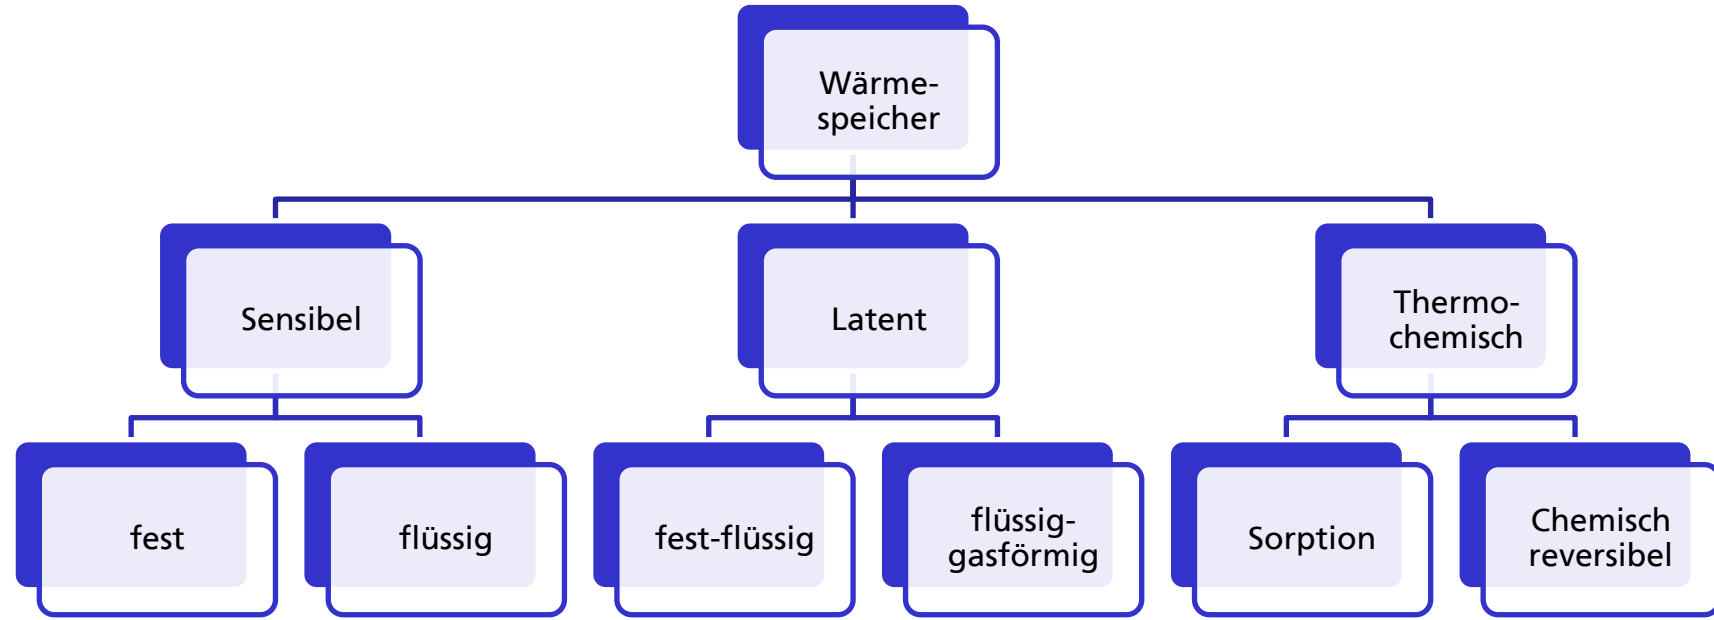 Wärme-
speicher
Sensibel
Latent
Thermo-
chemisch
fest
flüssig
fest-flüssig
flüssig-
gasförmig
Sorption
Chemisch
reversibel